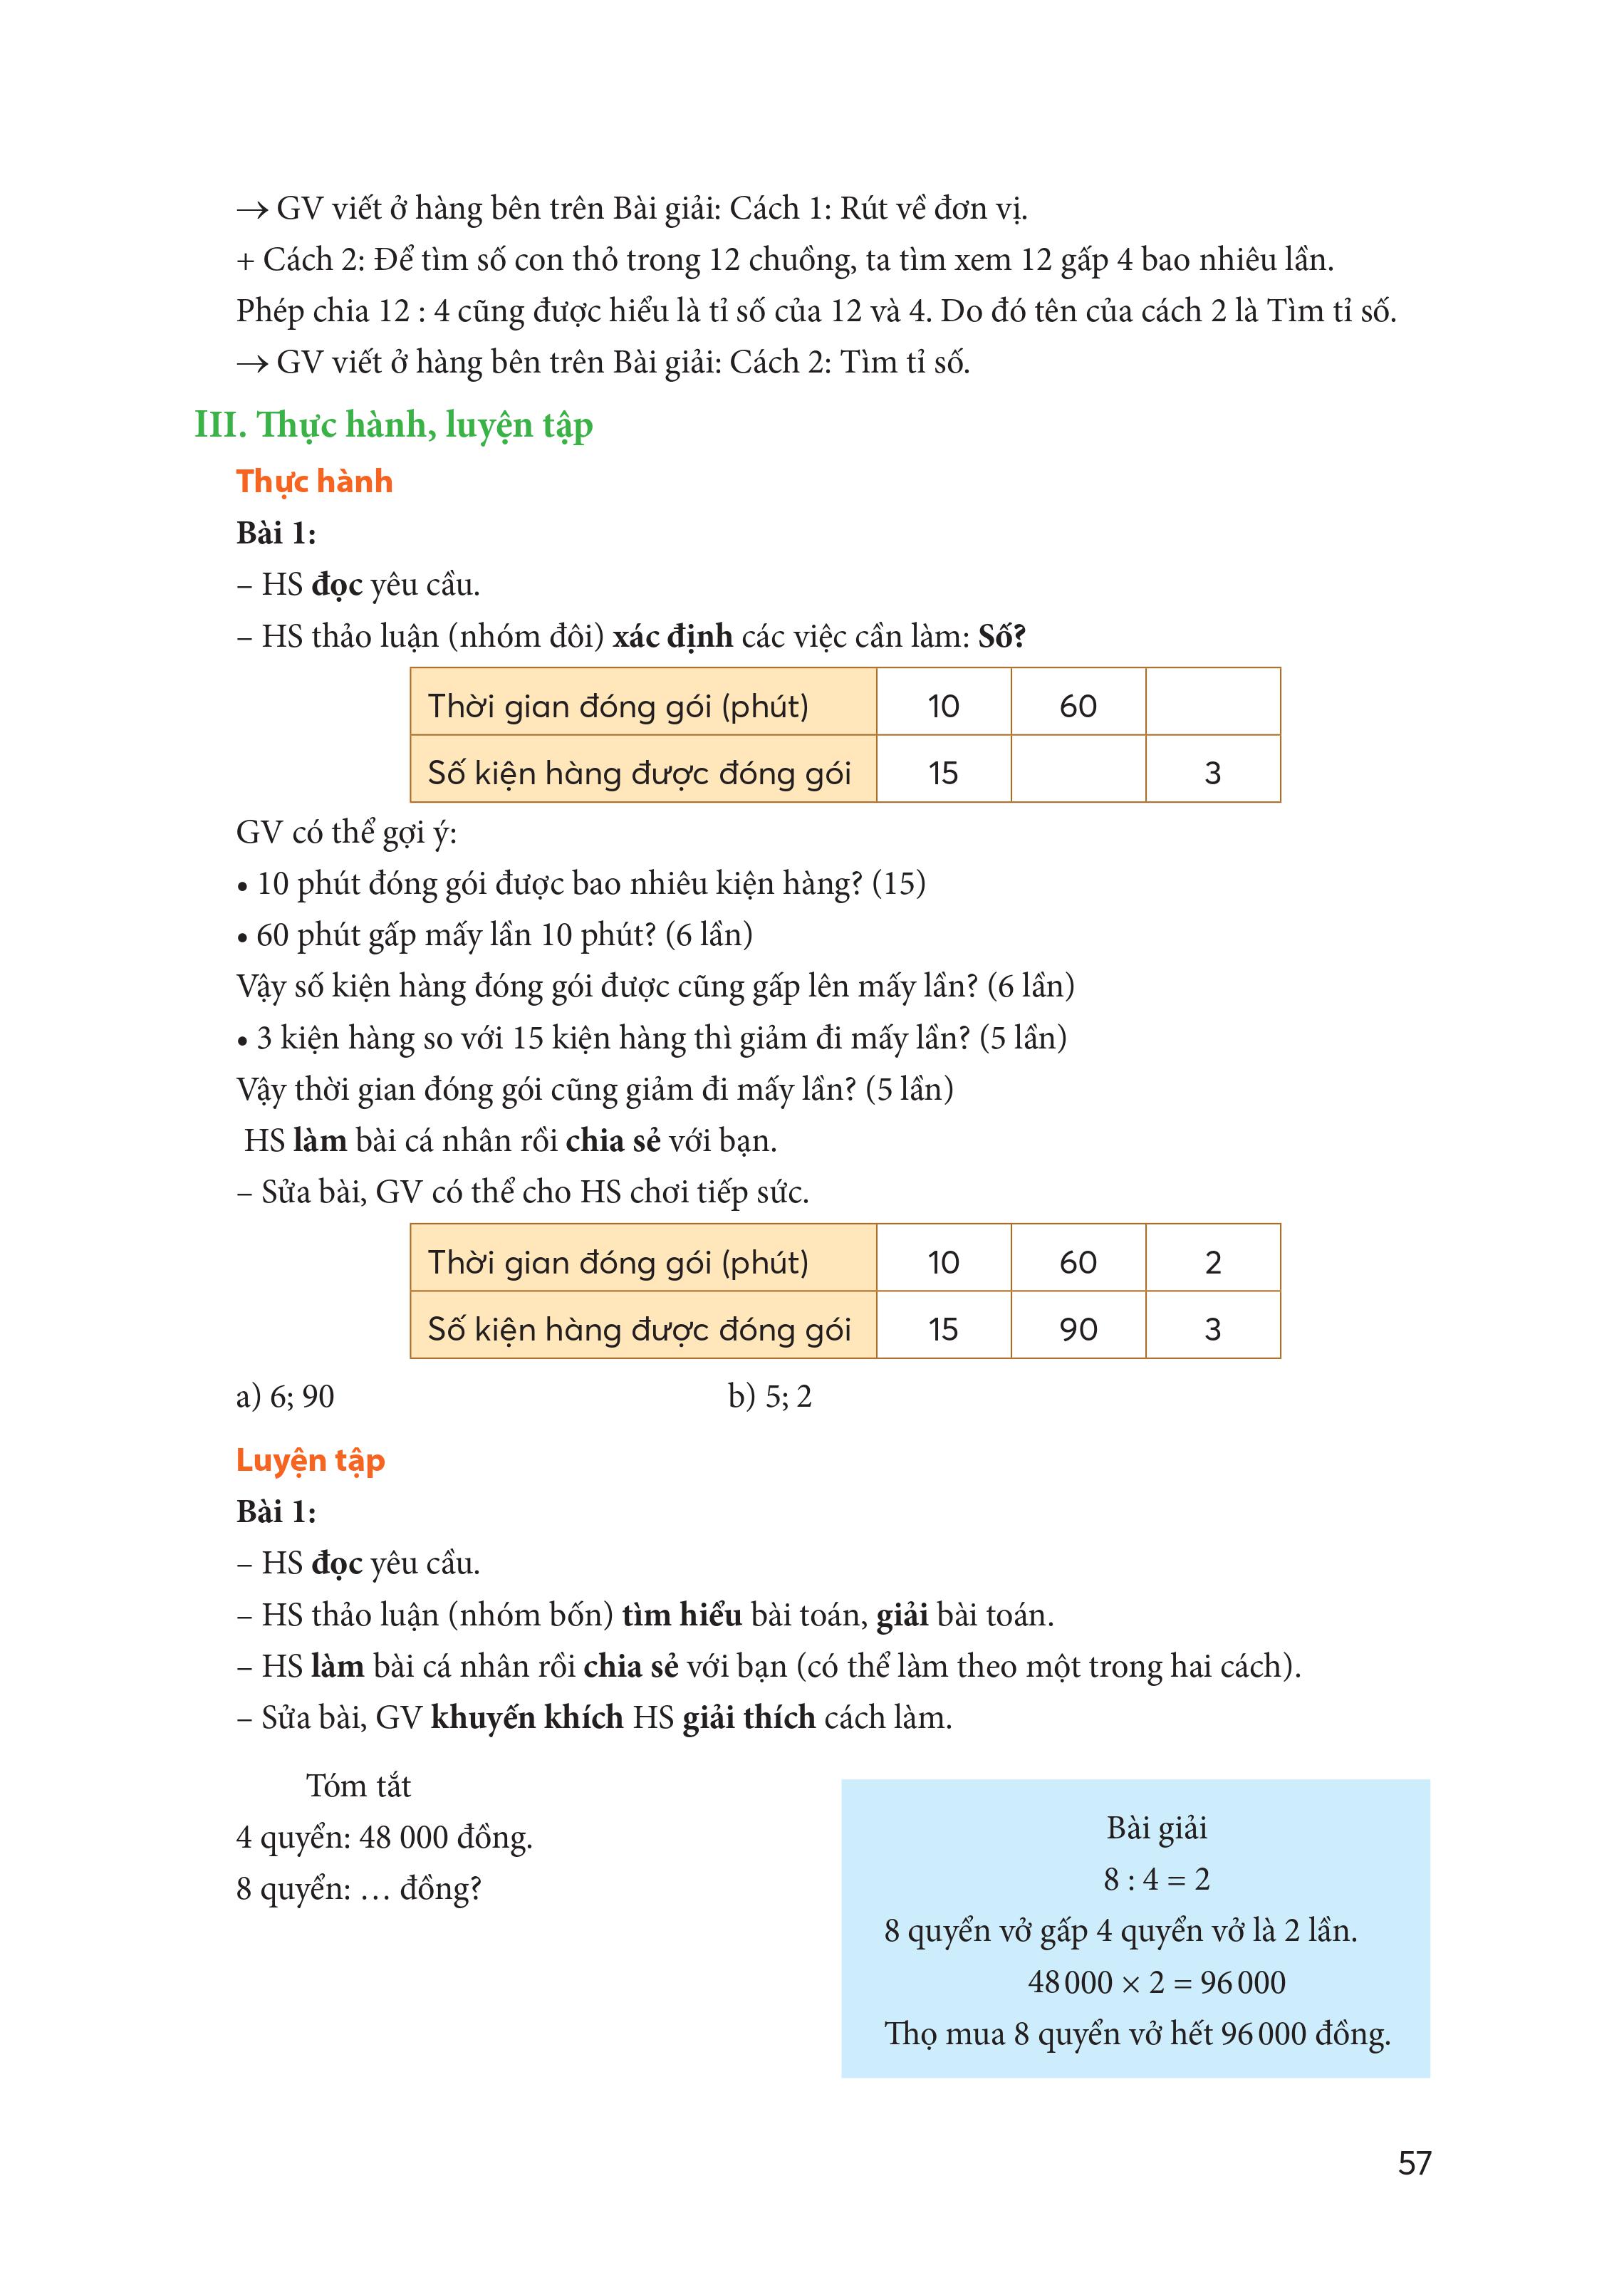 → GV viết ở hàng bên trên Bài giải: Cách 1: Rút về đơn vị.
+ Cách 2: Để tìm số con thỏ trong 12 chuồng, ta tìm xem 12 gấp 4 bao nhiêu lần.
Phép chia 12 : 4 cũng được hiểu là tỉ số của 12 và 4. Do đó tên của cách 2 là Tìm tỉ số.
→ GV viết ở hàng bên trên Bài giải: Cách 2: Tìm tỉ số.
III. Thực hành, luyện tập
Thực hành
Bài 1:
– HS đọc yêu cầu.
– HS thảo luận (nhóm đôi) xác định các việc cần làm: Số?
Thời gian đóng gói (phút) 10 60
Số kiện hàng được đóng gói 15 3
GV có thể gợi ý:
• 10 phút đóng gói được bao nhiêu kiện hàng? (15)
• 60 phút gấp mấy lần 10 phút? (6 lần)
Vậy số kiện hàng đóng gói được cũng gấp lên mấy lần? (6 lần)
• 3 kiện hàng so với 15 kiện hàng thì giảm đi mấy lần? (5 lần)
Vậy thời gian đóng gói cũng giảm đi mấy lần? (5 lần)
HS làm bài cá nhân rồi chia sẻ với bạn.
– Sửa bài, GV có thể cho HS chơi tiếp sức.
Thời gian đóng gói (phút) 10 60 2
Số kiện hàng được đóng gói 15 90 3
a) 6; 90 b) 5; 2
Luyện tập
Bài 1:
– HS đọc yêu cầu.
– HS thảo luận (nhóm bốn) tìm hiểu bài toán, giải bài toán.
– HS làm bài cá nhân rồi chia sẻ với bạn (có thể làm theo một trong hai cách).
– Sửa bài, GV khuyến khích HS giải thích cách làm.
Tóm tắt
4 quyển: 48 000 đồng.
8 quyển: … đồng?
Bài giải
8 : 4 = 2
8 quyển vở gấp 4 quyển vở là 2 lần.
48 000 × 2 = 96 000
Thọ mua 8 quyển vở hết 96 000 đồng.
57